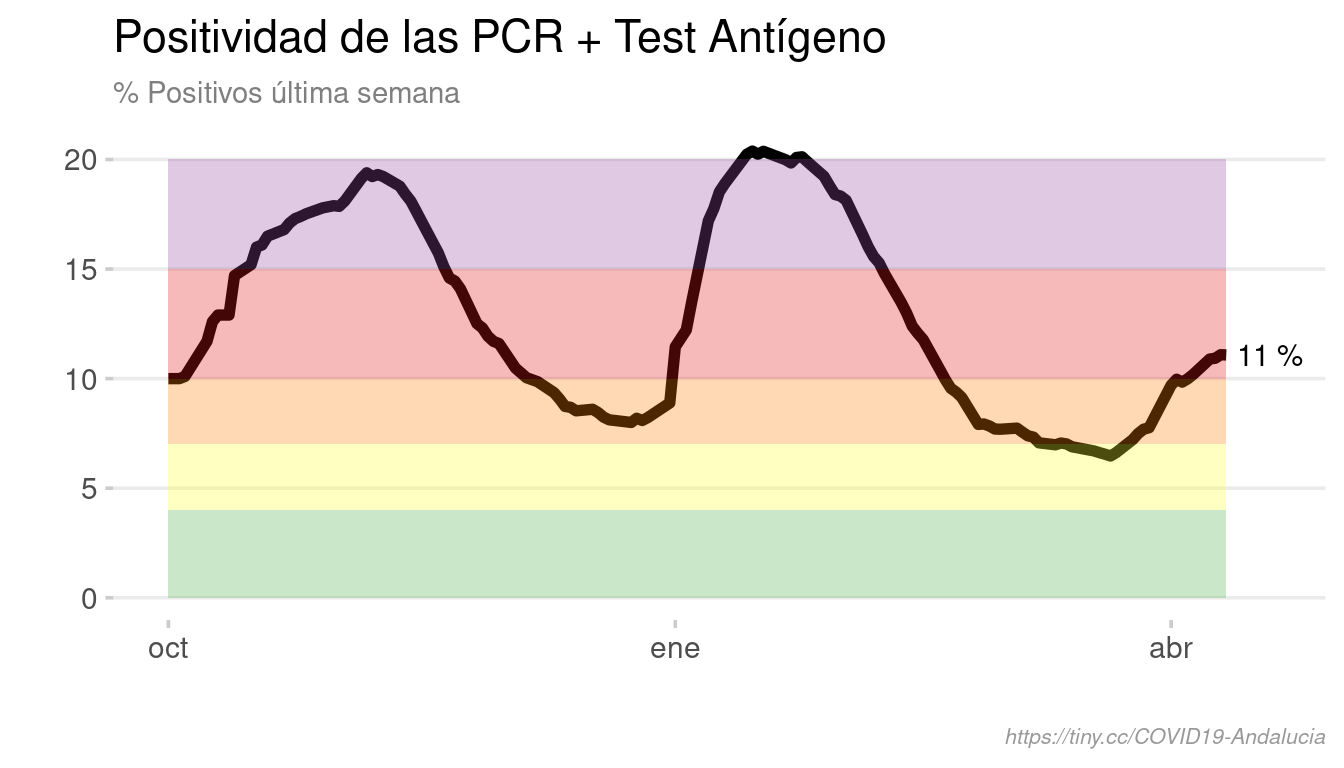 Positividad de las PCR + Test Antígeno
% Positivos última semana
20
15
11 %
10
5
0
oct ene abr
https://tiny.cc/COVID19-Andalucia